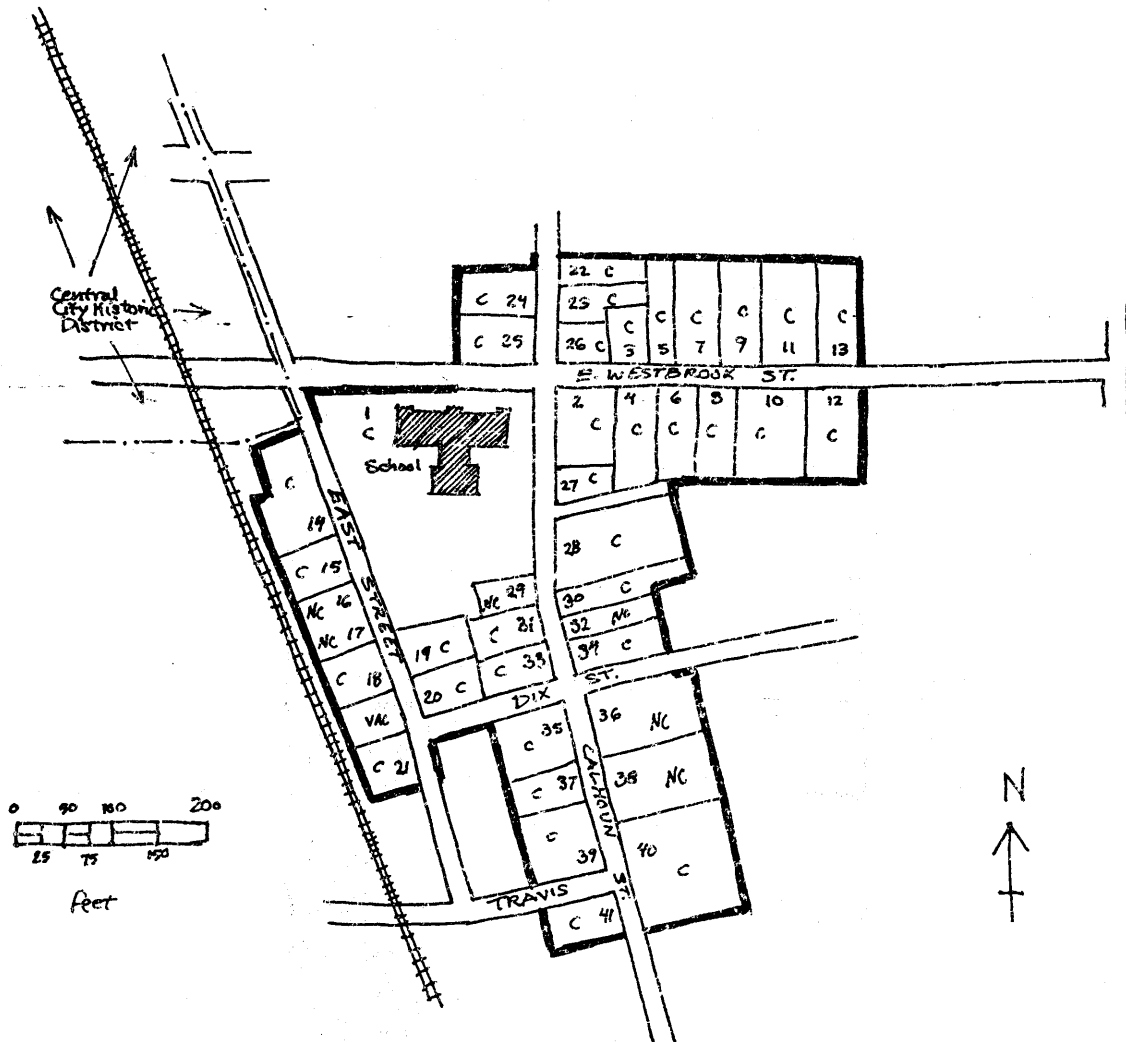 Central
City Historic
District
C 24
C 25
22 C
23 C
26 C
C
3
C
5
C
7
C
9
C
11
C
13
E. WESTBROOK ST.
2
C
4
C
6
C
8
C
10
C
12
C
27 C
1
C
School
C
14
C 15
NC 16
NC 17
C 18
VAC
C 21
EAST STREET
28 C
NC 29
30 C
C 31
32 NC
34 C
19 C
C 33
20 C
DIX ST.
C 35
36 NC
C 37
38 NC
C
39
40
C
CALHOUN ST.
TRAVIS
C 41
0 50 100 200
25 75 150
feet
N